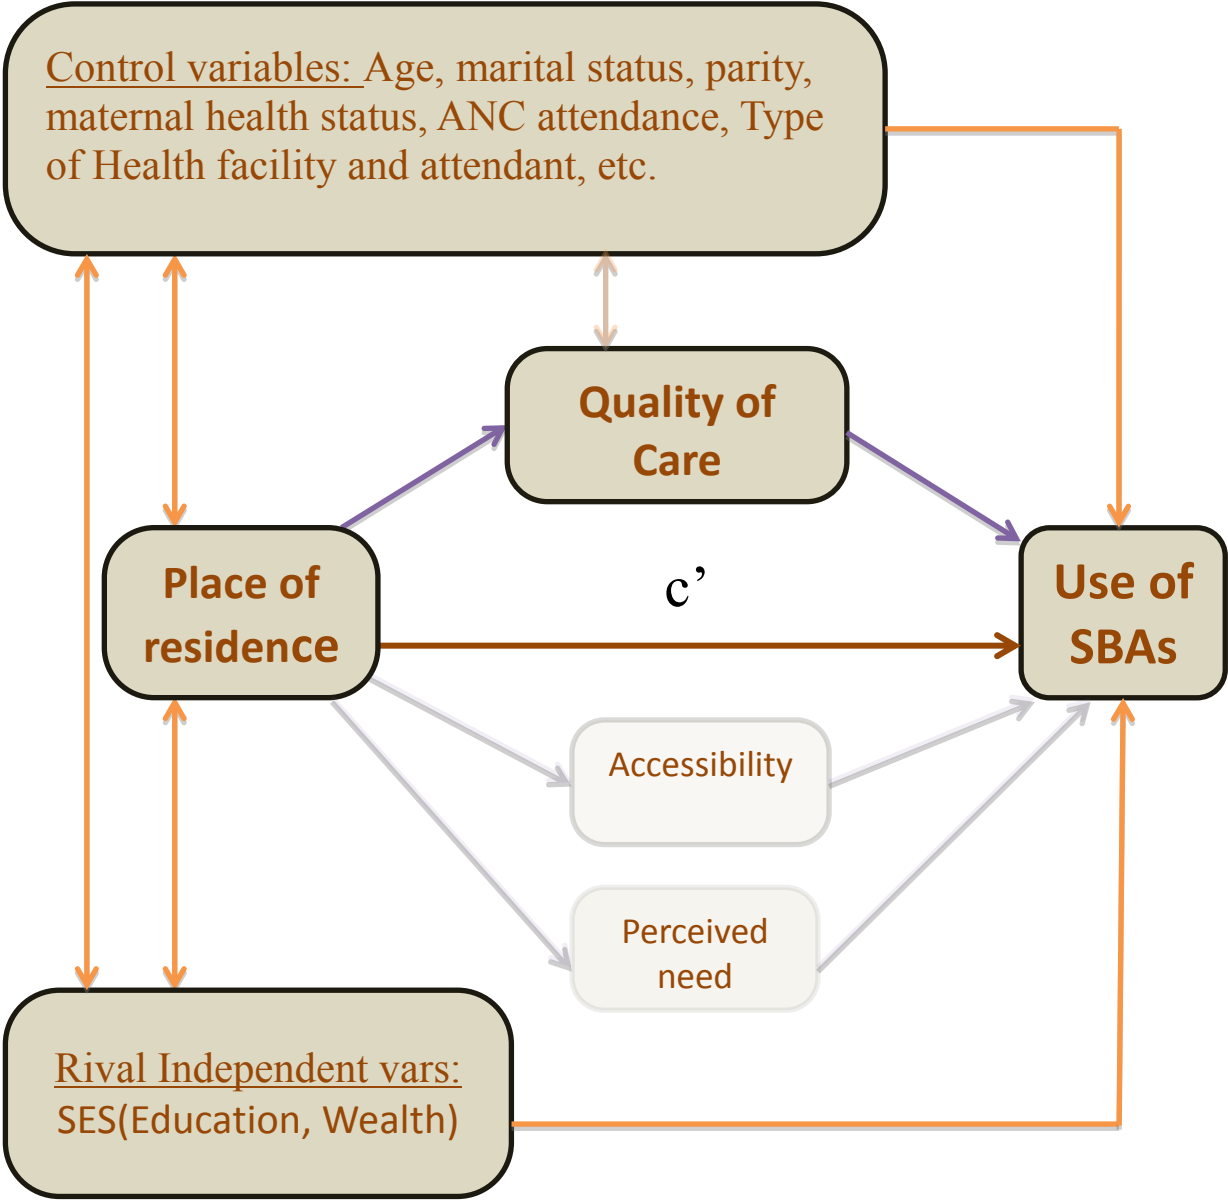 Control variables: Age, marital status, parity,
maternal health status, ANC attendance, Type
of Health facility and attendant, etc.
Quality of
Care
Place of
residence
c’
Use of
SBAs
Accessibility
Perceived
need
Rival Independent vars:
SES(Education, Wealth)